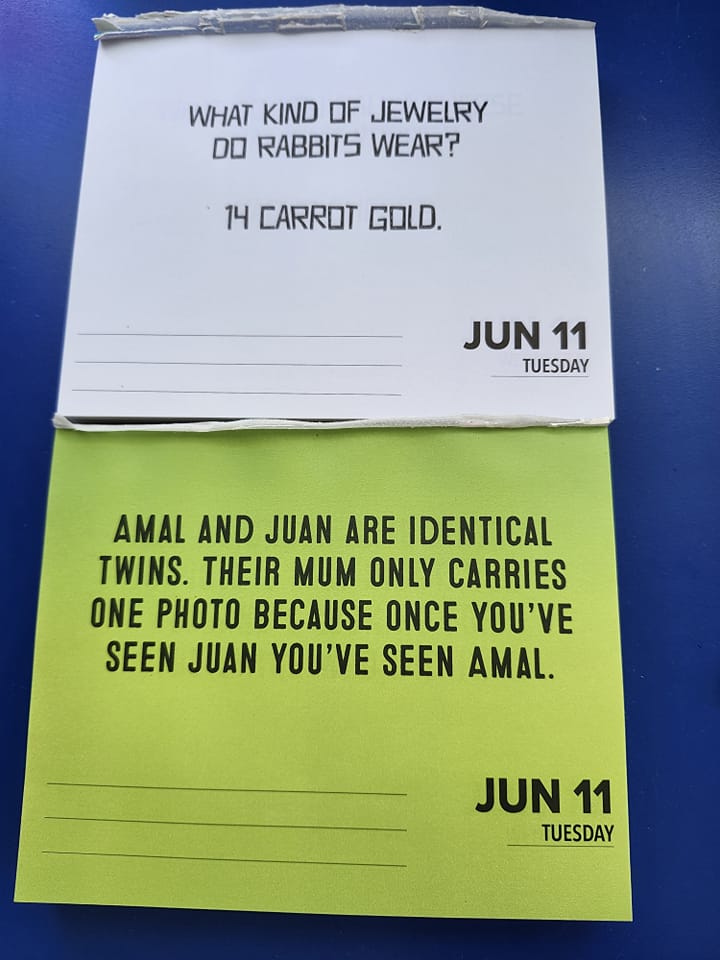 WHAT KIND OF JEWELRY
DO RABBITS WEAR?
14 CARROT GOLD.
JUN 11
TUESDAY
AMAL AND JUAN ARE IDENTICAL
TWINS. THEIR MUM ONLY CARRIES
ONE PHOTO BECAUSE ONCE YOU'VE
SEEN JUAN YOU'VE SEEN AMAL.
JUN 11
TUESDAY